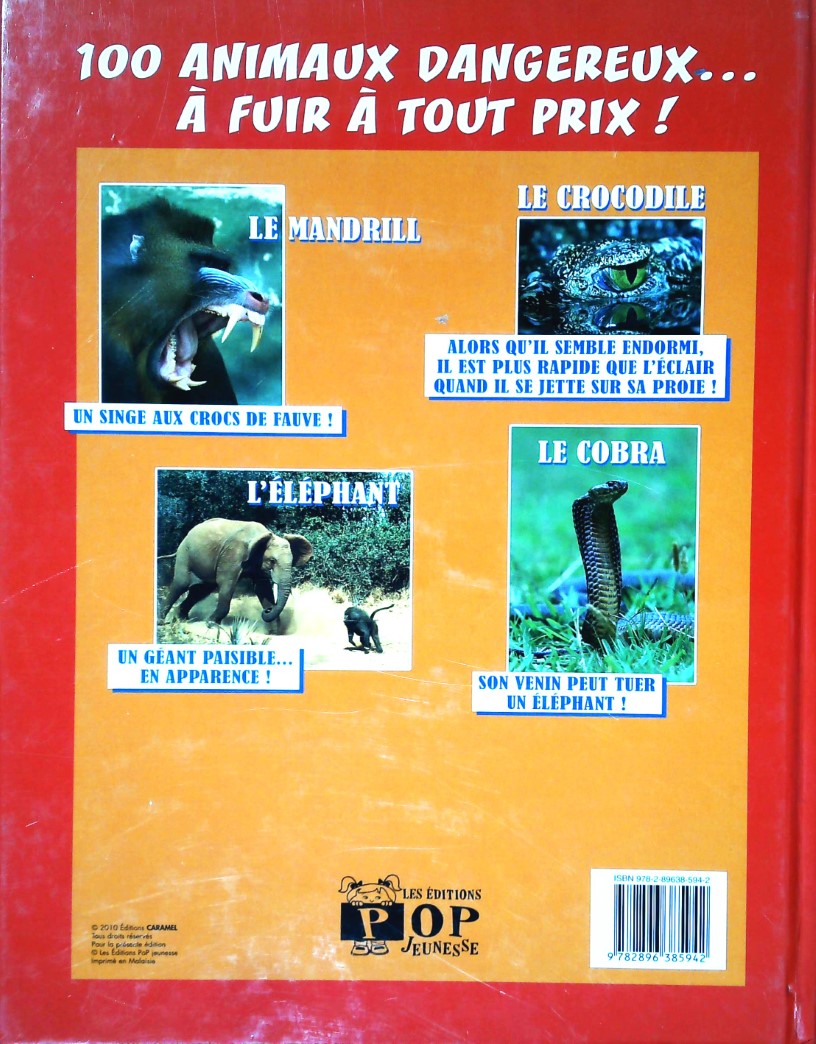 100 ANIMAUX DANGEREUX...
À FUIR À TOUT PRIX !
LE MANDRILL
UN SINGE AUX CROCS DE FAUVE !
LE CROCODILE
ALORS QU'IL SEMBLE ENDORMI,
IL EST PLUS RAPIDE QUE L'ÉCLAIR
QUAND IL SE JETTE SUR SA PROIE !
L'ÉLÉPHANT
UN GÉANT PAISIBLE...
EN APPARENCE !
LE COBRA
SON VENIN PEUT TUER
UN ÉLÉPHANT !
© 2010 Éditions CARAMEL
Tous droits réservés
Pour la présente édition
© Les Éditions PoP jeunesse
Imprimé en Malaisie
LES ÉDITIONS
POP
JEUNESSE
ISBN 978-2-89638-594-2
9 782896 385942